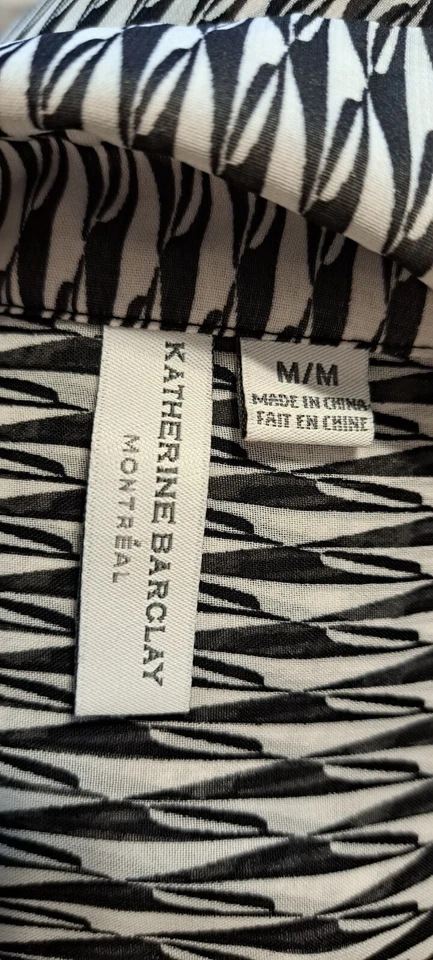 KATHERINE BARCLAY
MONTRÉAL
M/M
MADE IN CHINA
FAIT EN CHINE